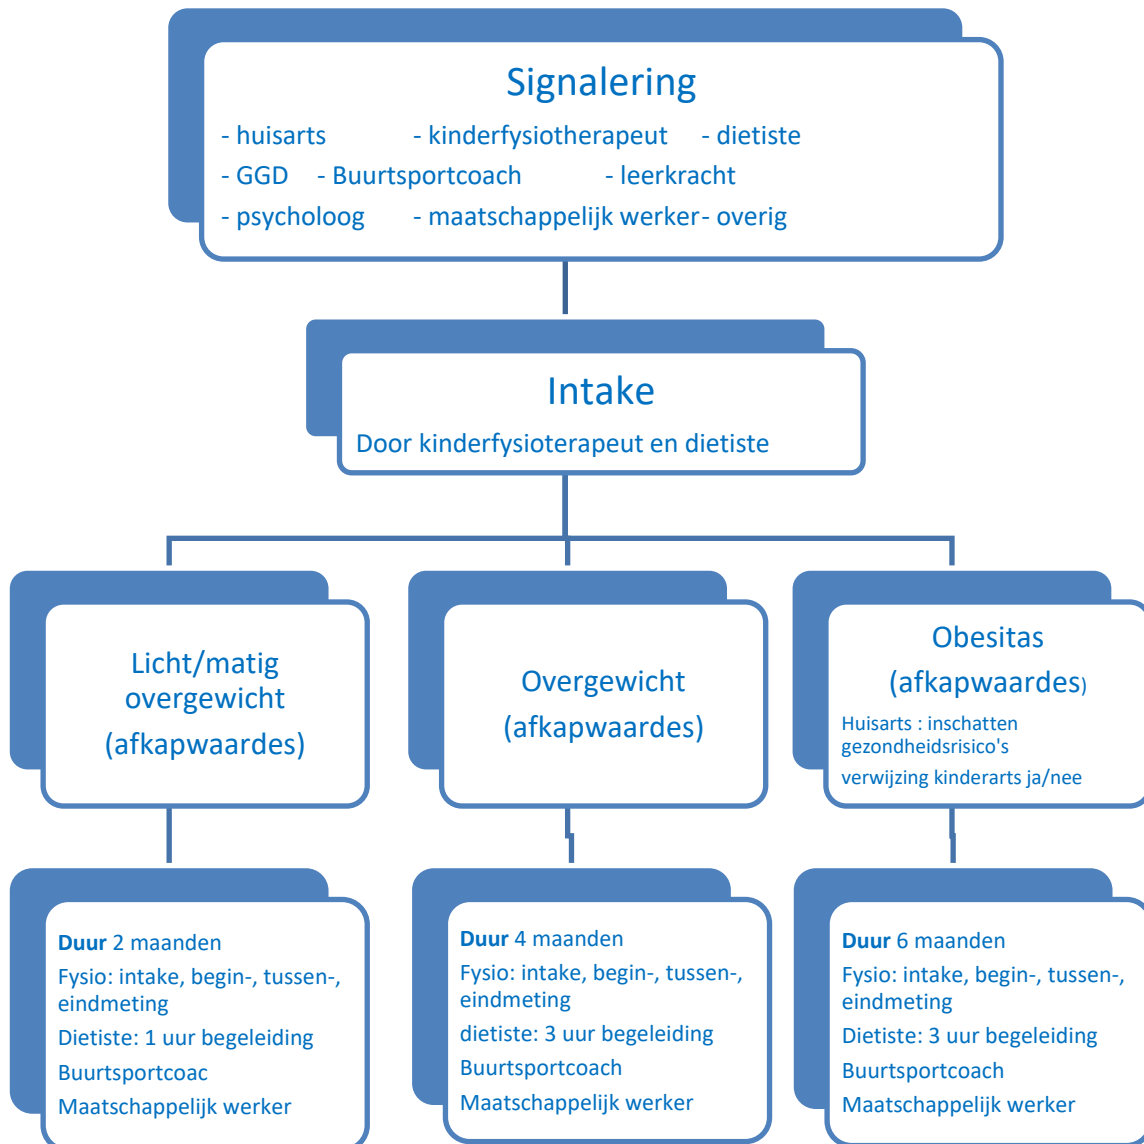 Signalering
- huisarts - kinderfysiotherapeut - dietiste
- GGD - Buurtsportcoach - leerkracht
- psycholoog - maatschappelijk werker- overig
Intake
Door kinderfysioterapeut en dietiste
Licht/matig
overgewicht
(afkapwaardes)
Overgewicht
(afkapwaardes)
Obesitas
(afkapwaardes)
Huisarts : inschatten
gezondheidsrisico's
verwijzing kinderarts ja/nee
Duur 2 maanden
Fysio: intake, begin-, tussen-,
eindmeting
Dietiste: 1 uur begeleiding
Buurtsportcoac
Maatschappelijk werker
Duur 4 maanden
Fysio: intake, begin-, tussen-,
eindmeting
dietiste: 3 uur begeleiding
Buurtsportcoach
Maatschappelijk werker
Duur 6 maanden
Fysio: intake, begin-, tussen-,
eindmeting
Dietiste: 3 uur begeleiding
Buurtsportcoach
Maatschappelijk werker